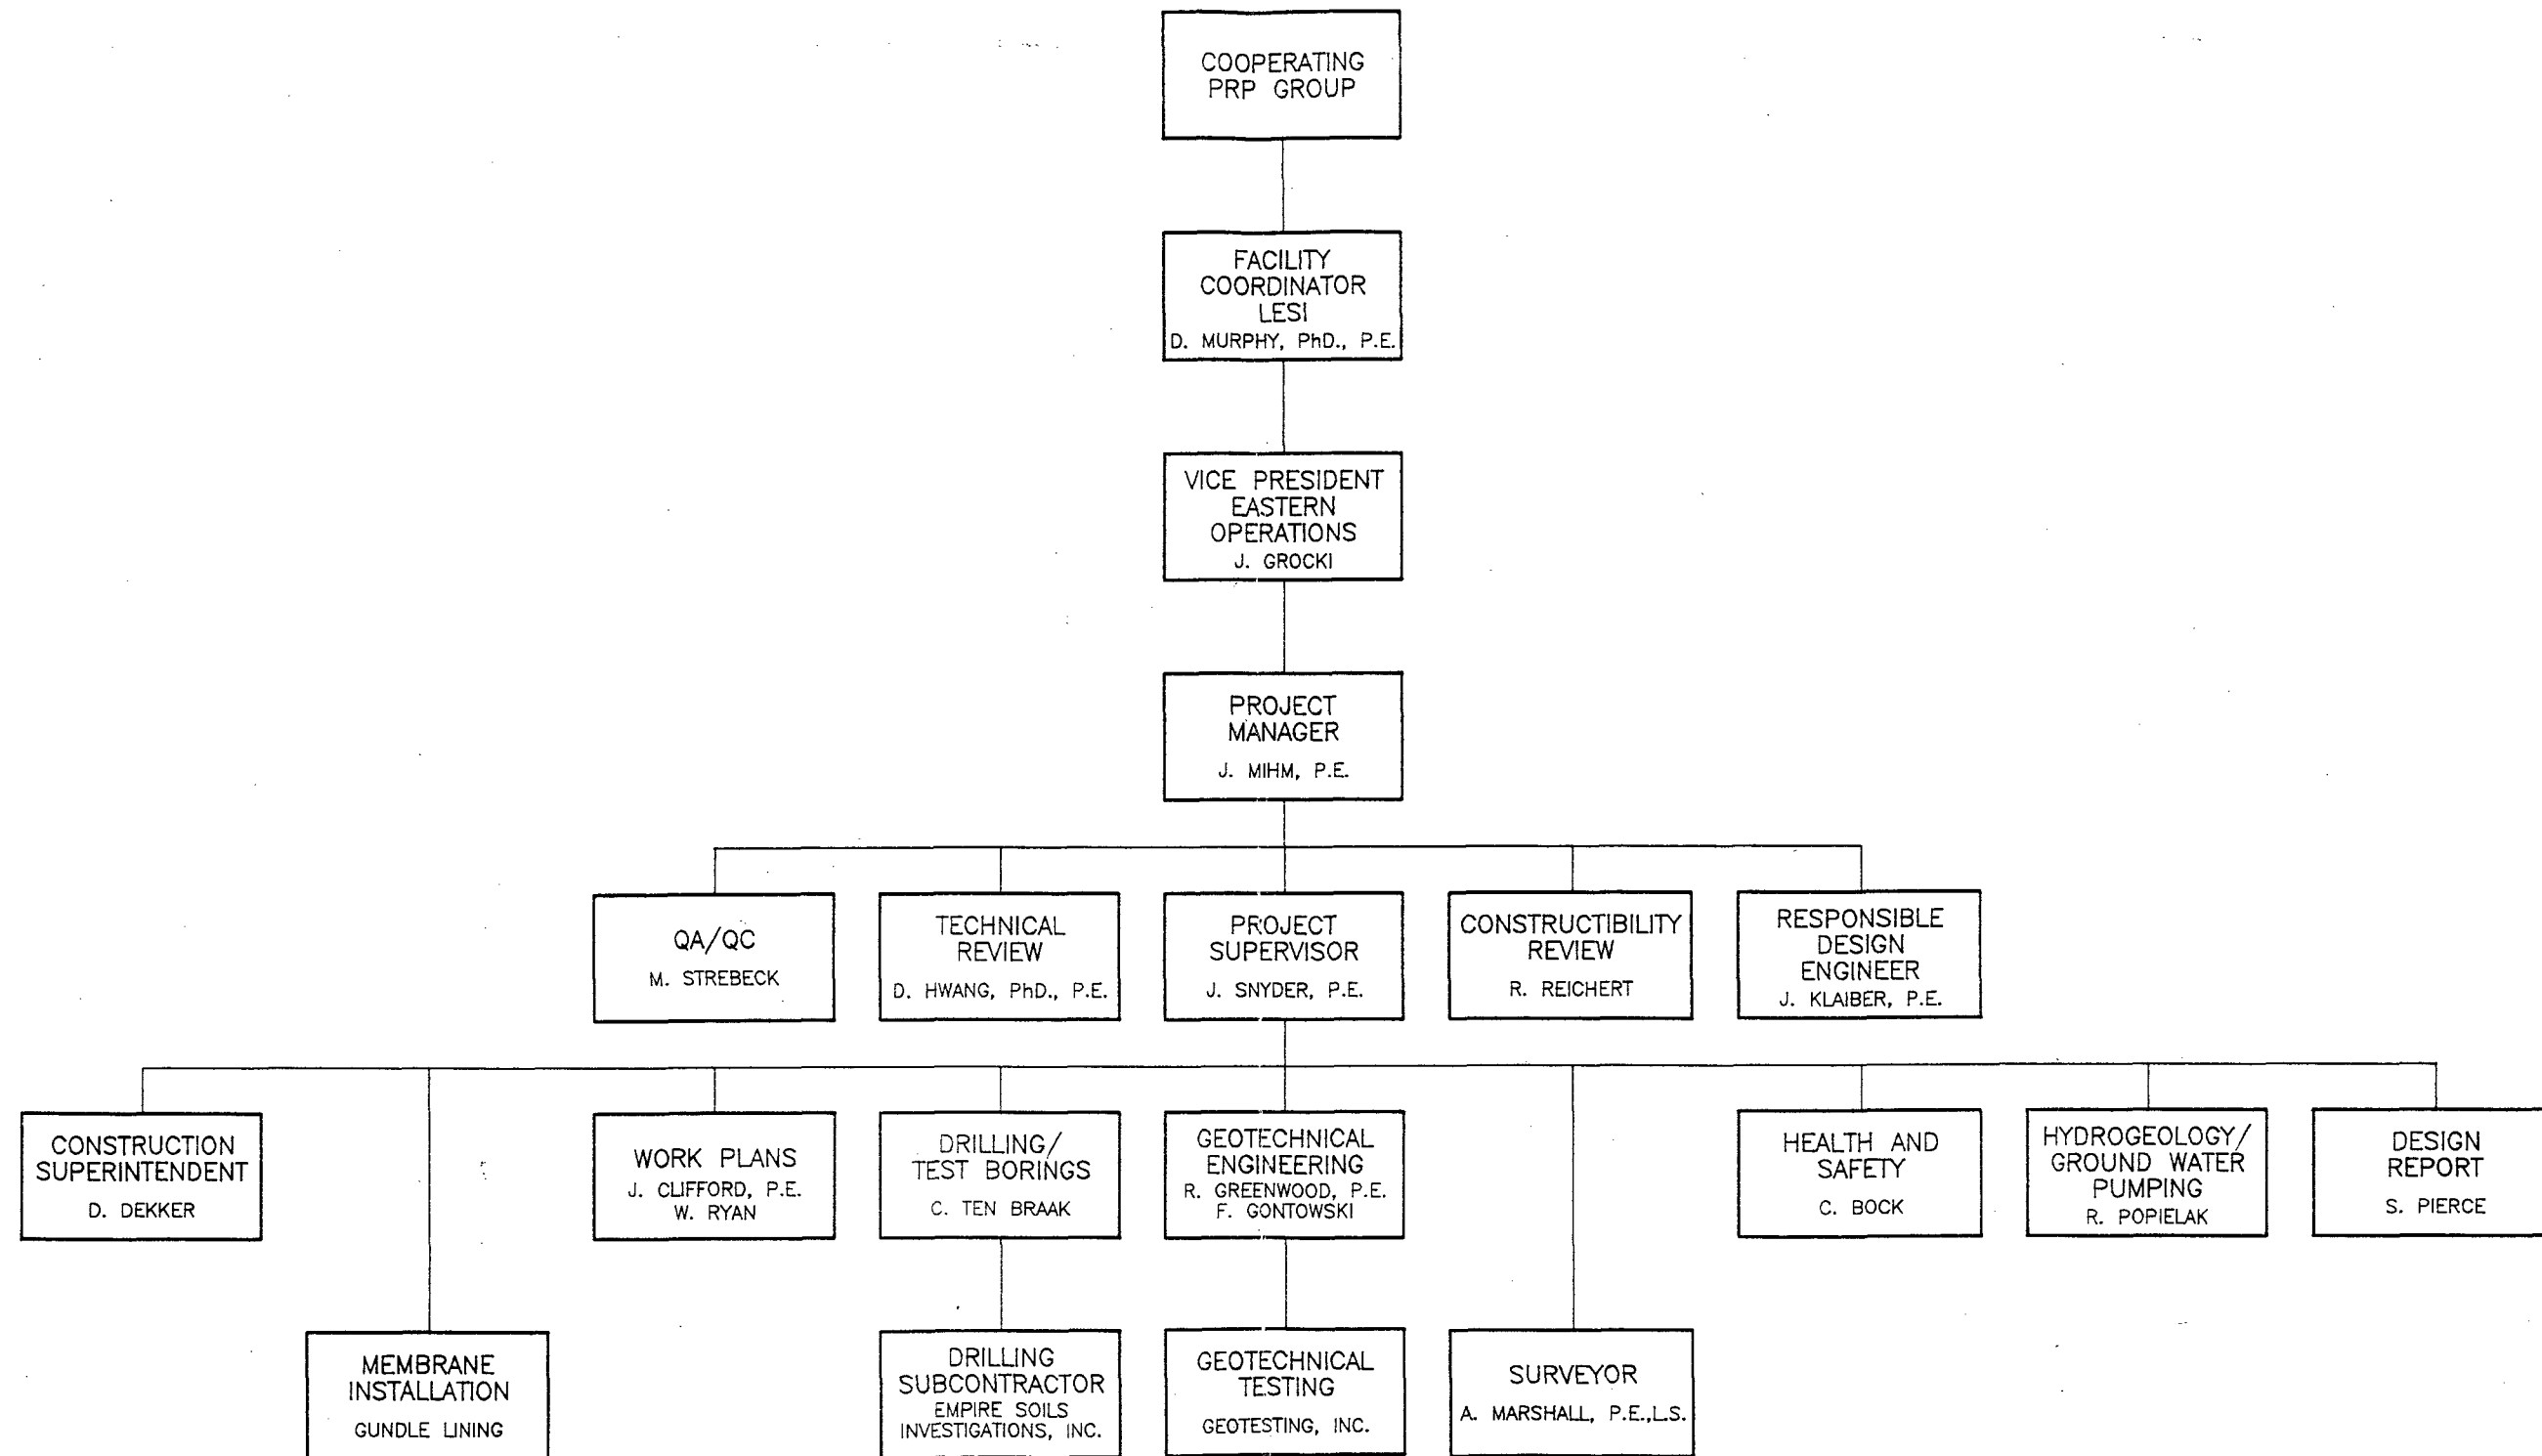 COOPERATING
PRP GROUP
FACILITY
COORDINATOR
LESI
D. MURPHY, PhD., P.E.
VICE PRESIDENT
EASTERN
OPERATIONS
J. GROCKI
PROJECT
MANAGER
J. MIHM, P.E.
QA/QC
M. STREBECK
TECHNICAL
REVIEW
D. HWANG, PhD., P.E.
PROJECT
SUPERVISOR
J. SNYDER, P.E.
CONSTRUCTIBILITY
REVIEW
R. REICHERT
RESPONSIBLE
DESIGN
ENGINEER
J. KLAIBER, P.E.
CONSTRUCTION
SUPERINTENDENT
D. DEKKER
WORK PLANS
J. CLIFFORD, P.E.
W. RYAN
DRILLING/
TEST BORINGS
C. TEN BRAAK
GEOTECHNICAL
ENGINEERING
R. GREENWOOD, P.E.
F. GONTOWSKI
HEALTH AND
SAFETY
C. BOCK
HYDROGEOLOGY/
GROUND WATER
PUMPING
R. POPIELAK
DESIGN
REPORT
S. PIERCE
MEMBRANE
INSTALLATION
GUNDLE LINING
DRILLING
SUBCONTRACTOR
EMPIRE SOILS
INVESTIGATIONS, INC.
GEOTECHNICAL
TESTING
GEOTESTING, INC.
SURVEYOR
A. MARSHALL, P.E.,L.S.